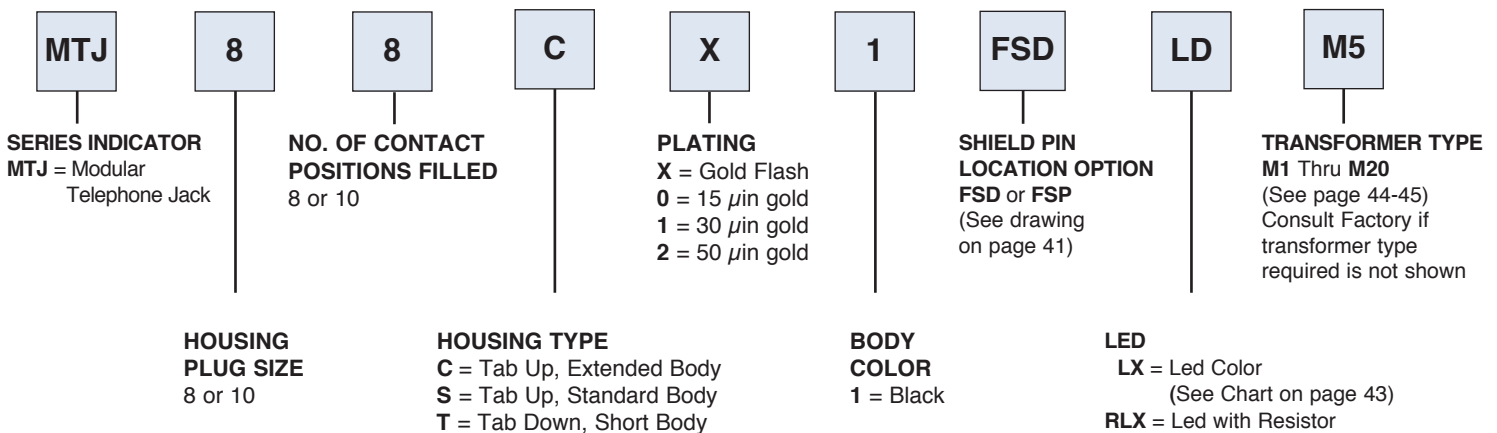 MTJ 8 8 C X 1 FSD LD M5
SERIES INDICATOR
MTJ = Modular
Telephone Jack
NO. OF CONTACT
POSITIONS FILLED
8 or 10
PLATING
X = Gold Flash
0 = 15 µin gold
1 = 30 µin gold
2 = 50 µin gold
SHIELD PIN
LOCATION OPTION
FSD or FSP
(See drawing
on page 41)
TRANSFORMER TYPE
M1 Thru M20
(See page 44-45)
Consult Factory if
transformer type
required is not shown
HOUSING
PLUG SIZE
8 or 10
HOUSING TYPE
C = Tab Up, Extended Body
S = Tab Up, Standard Body
T = Tab Down, Short Body
BODY
COLOR
1 = Black
LED
LX = Led Color
(See Chart on page 43)
RLX = Led with Resistor